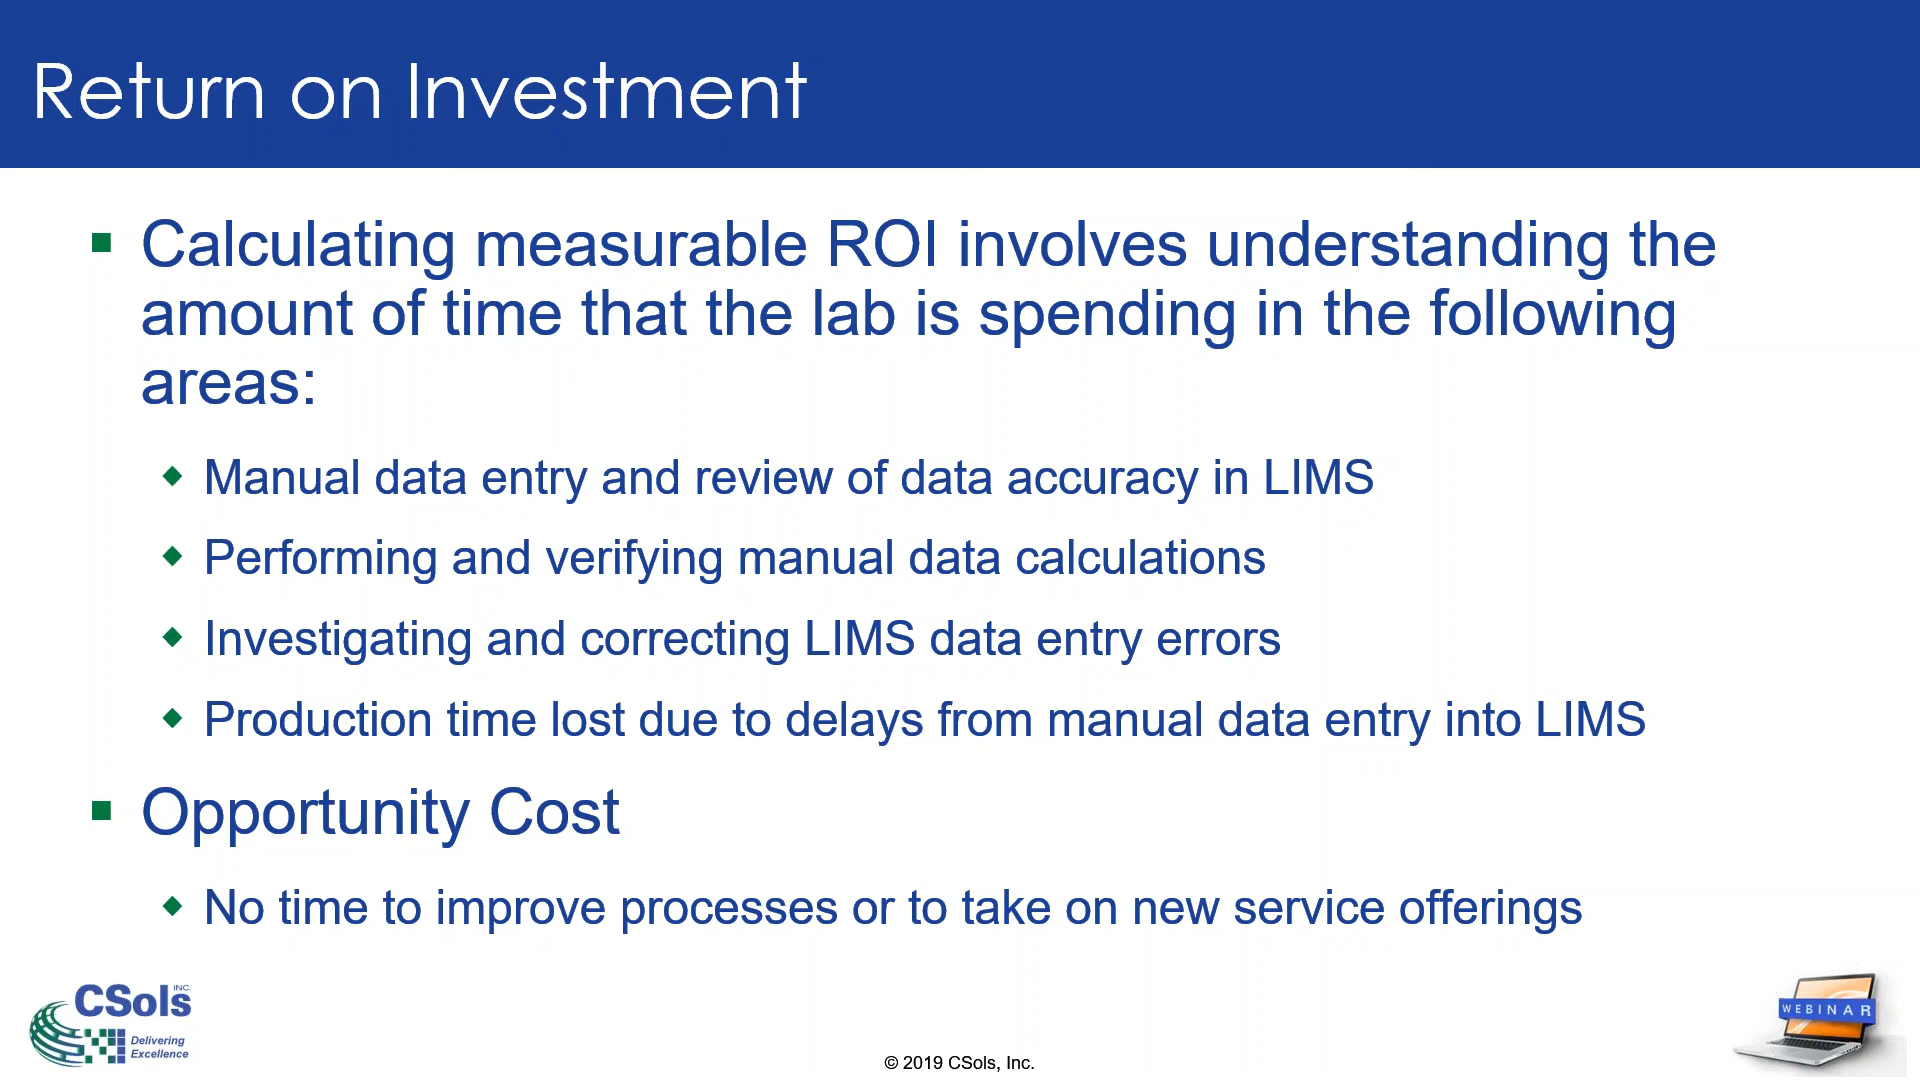 Return on Investment
Calculating measurable ROI involves understanding the
amount of time that the lab is spending in the following
areas:
Manual data entry and review of data accuracy in LIMS
Performing and verifying manual data calculations
Investigating and correcting LIMS data entry errors
Production time lost due to delays from manual data entry into LIMS
Opportunity Cost
No time to improve processes or to take on new service offerings
CSols INC.
Delivering
Excellence
© 2019 CSols, Inc.
WEBINAR